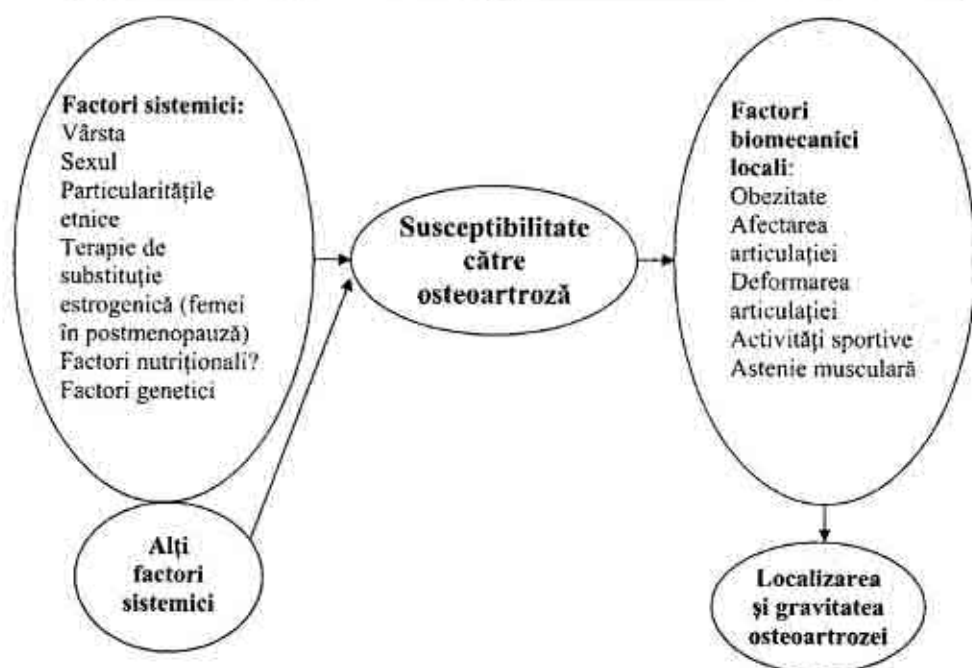 Factori sistemici:
Vârsta
Sexul
Particularitățile
etnice
Terapie de
substituție
estrogenică (femei
în postmenopauză)
Factori nutriționali?
Factori genetici
Alți
factori
sistemici
Susceptibilitate
către
osteoartroză
Factori
biomecanici
locali:
Obezitate
Afectarea
articulației
Deformarea
articulației
Activități sportive
Astenie musculară
Localizarea
și gravitatea
osteoartrozei